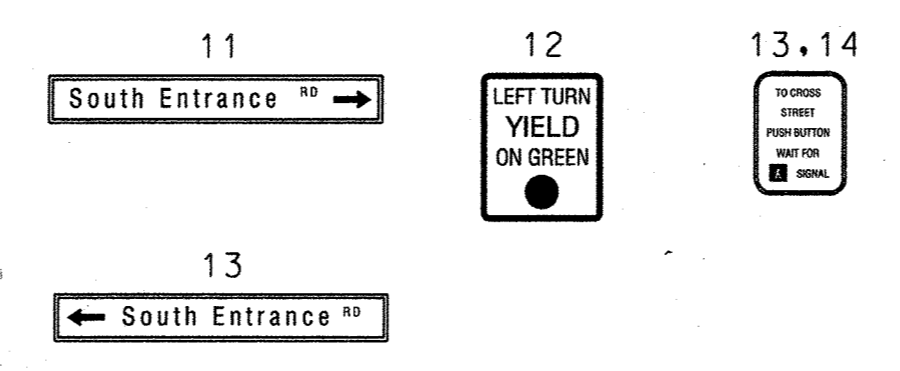 11
South Entrance RD
12
LEFT TURN
YIELD
ON GREEN
13,14
TO CROSS
STREET
PUSH BUTTON
WAIT FOR
SIGNAL
13
South Entrance RD